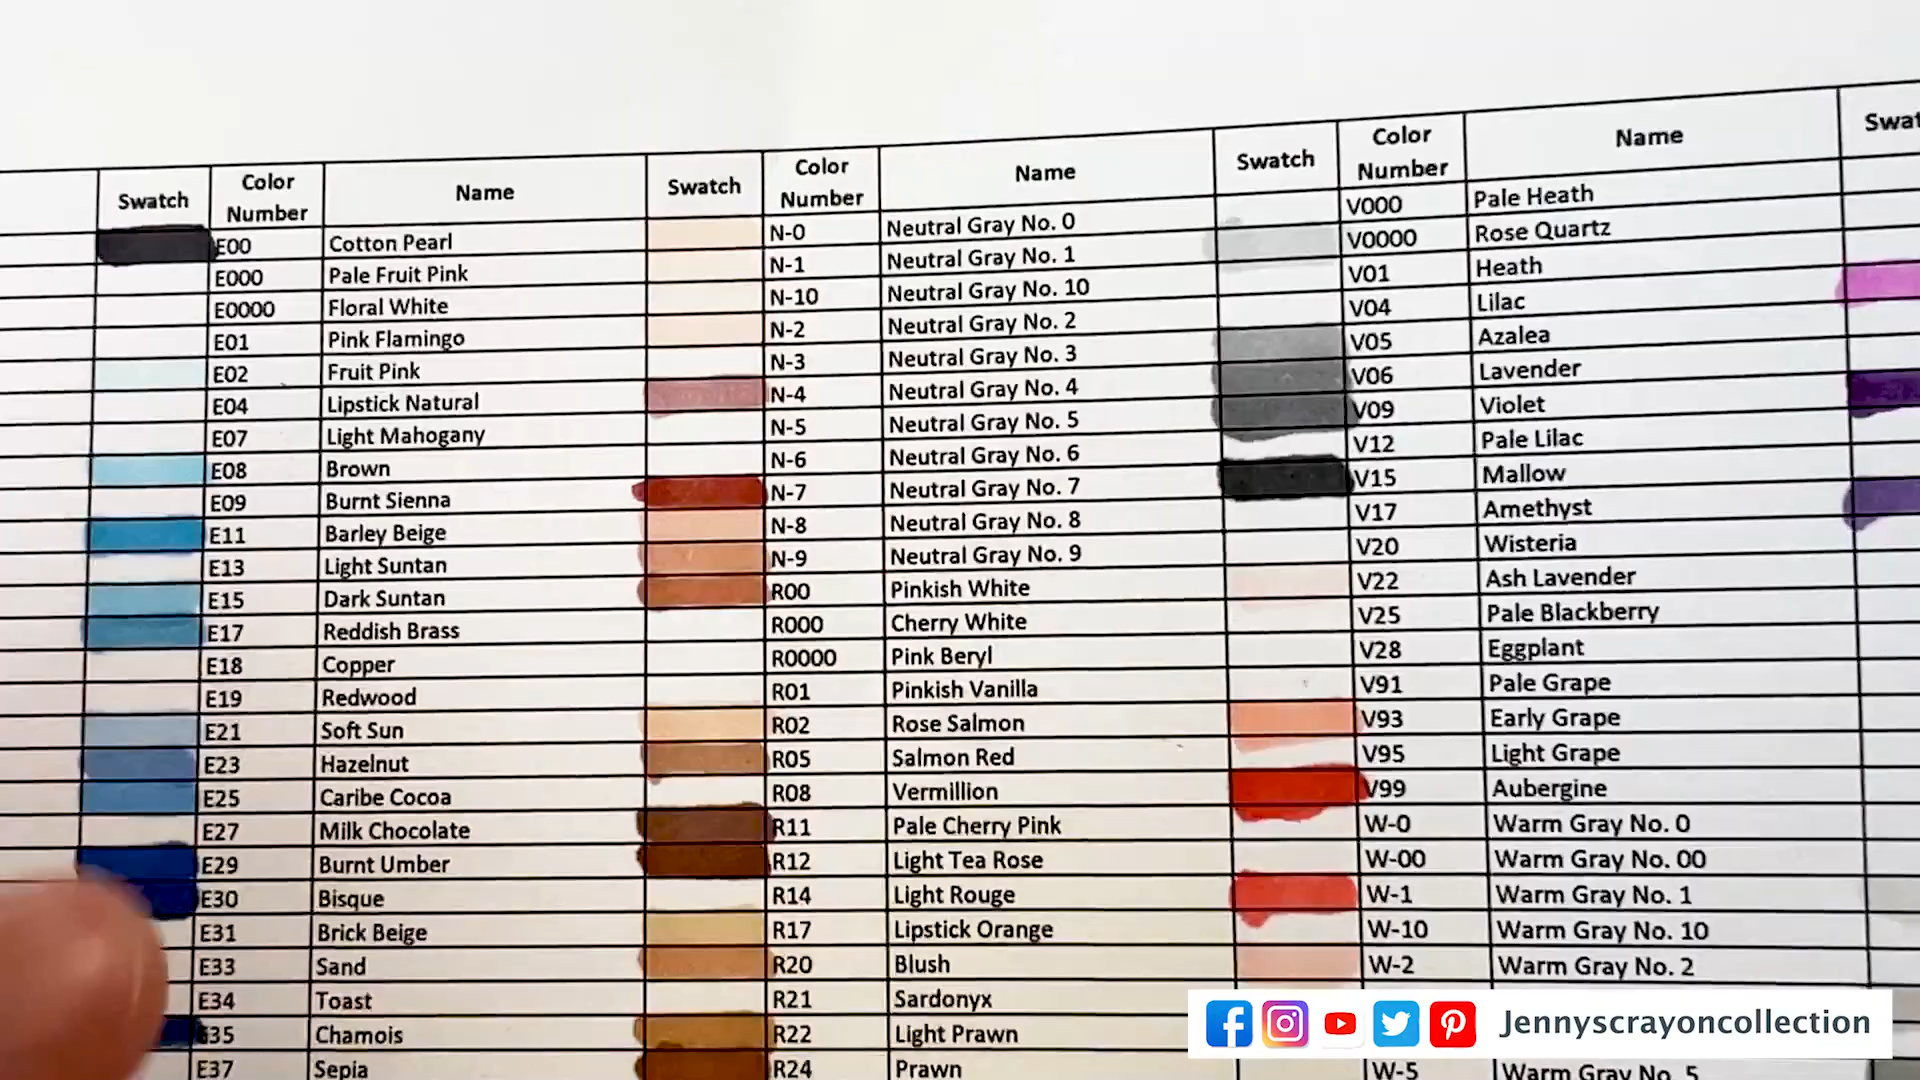 Swatch Color Number Name Swatch Color Number Name Swatch Color Number Name
E00 Cotton Pearl N-0 Neutral Gray No. 0 V000 Pale Heath
E000 Pale Fruit Pink N-1 Neutral Gray No. 1 V0000 Rose Quartz
E0000 Floral White N-10 Neutral Gray No. 10 V01 Heath
E01 Pink Flamingo N-2 Neutral Gray No. 2 V04 Lilac
E02 Fruit Pink N-3 Neutral Gray No. 3 V05 Azalea
E04 Lipstick Natural N-4 Neutral Gray No. 4 V06 Lavender
E07 Light Mahogany N-5 Neutral Gray No. 5 V09 Violet
E08 Brown N-6 Neutral Gray No. 6 V12 Pale Lilac
E09 Burnt Sienna N-7 Neutral Gray No. 7 V15 Mallow
E11 Barley Beige N-8 Neutral Gray No. 8 V17 Amethyst
E13 Light Suntan N-9 Neutral Gray No. 9 V20 Wisteria
E15 Dark Suntan R00 Pinkish White V22 Ash Lavender
E17 Reddish Brass R000 Cherry White V25 Pale Blackberry
E18 Copper R0000 Pink Beryl V28 Eggplant
E19 Redwood R01 Pinkish Vanilla V91 Pale Grape
E21 Soft Sun R02 Rose Salmon V93 Early Grape
E23 Hazelnut R05 Salmon Red V95 Light Grape
E25 Caribe Cocoa R08 Vermillion V99 Aubergine
E27 Milk Chocolate R11 Pale Cherry Pink W-0 Warm Gray No. 0
E29 Burnt Umber R12 Light Tea Rose W-00 Warm Gray No. 00
E30 Bisque R14 Light Rouge W-1 Warm Gray No. 1
E31 Brick Beige R17 Lipstick Orange W-10 Warm Gray No. 10
E33 Sand R20 Blush W-2 Warm Gray No. 2
E34 Toast R21 Sardonyx
E35 Chamois R22 Light Prawn
E37 Sepia R24 Prawn W-5 Warm Gray No. 5
Jennyscrayoncollection